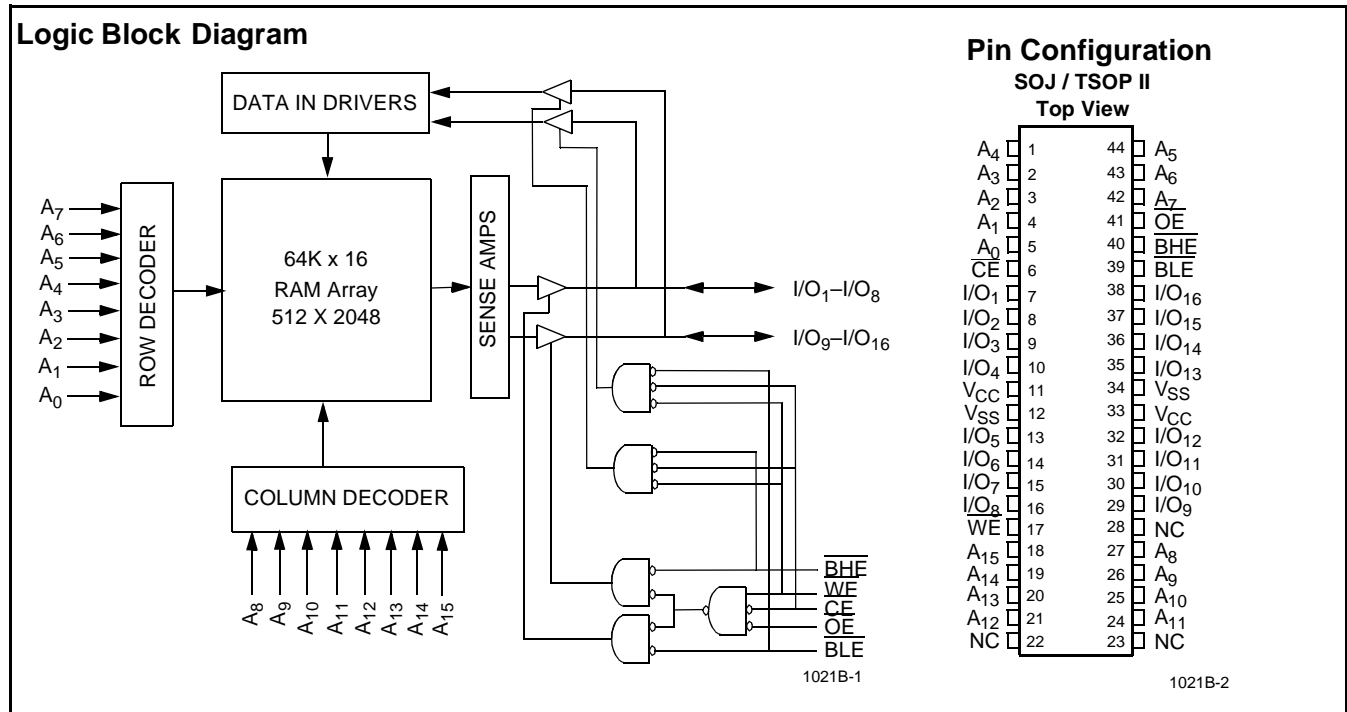 Logic Block Diagram
DATA IN DRIVERS
A7
A6
A5
A4
A3
A2
A1
A0
ROW DECODER
64K x 16
RAM Array
512 X 2048
SENSE AMPS
I/O1–I/O8
I/O9–I/O16
COLUMN DECODER
A8
A9
A10
A11
A12
A13
A14
A15
BHE
WE
CE
OE
BLE
1021B-1
Pin Configuration
SOJ / TSOP II
Top View
A4 1 44 A5
A3 2 43 A6
A2 3 42 A7
A1 4 41 OE
A0 5 40 BHE
CE 6 39 BLE
I/O1 7 38 I/O16
I/O2 8 37 I/O15
I/O3 9 36 I/O14
I/O4 10 35 I/O13
VCC 11 34 VSS
VSS 12 33 VCC
I/O5 13 32 I/O12
I/O6 14 31 I/O11
I/O7 15 30 I/O10
I/O8 16 29 I/O9
WE 17 28 NC
A15 18 27 A8
A14 19 26 A9
A13 20 25 A10
A12 21 24 A11
NC 22 23 NC
1021B-2